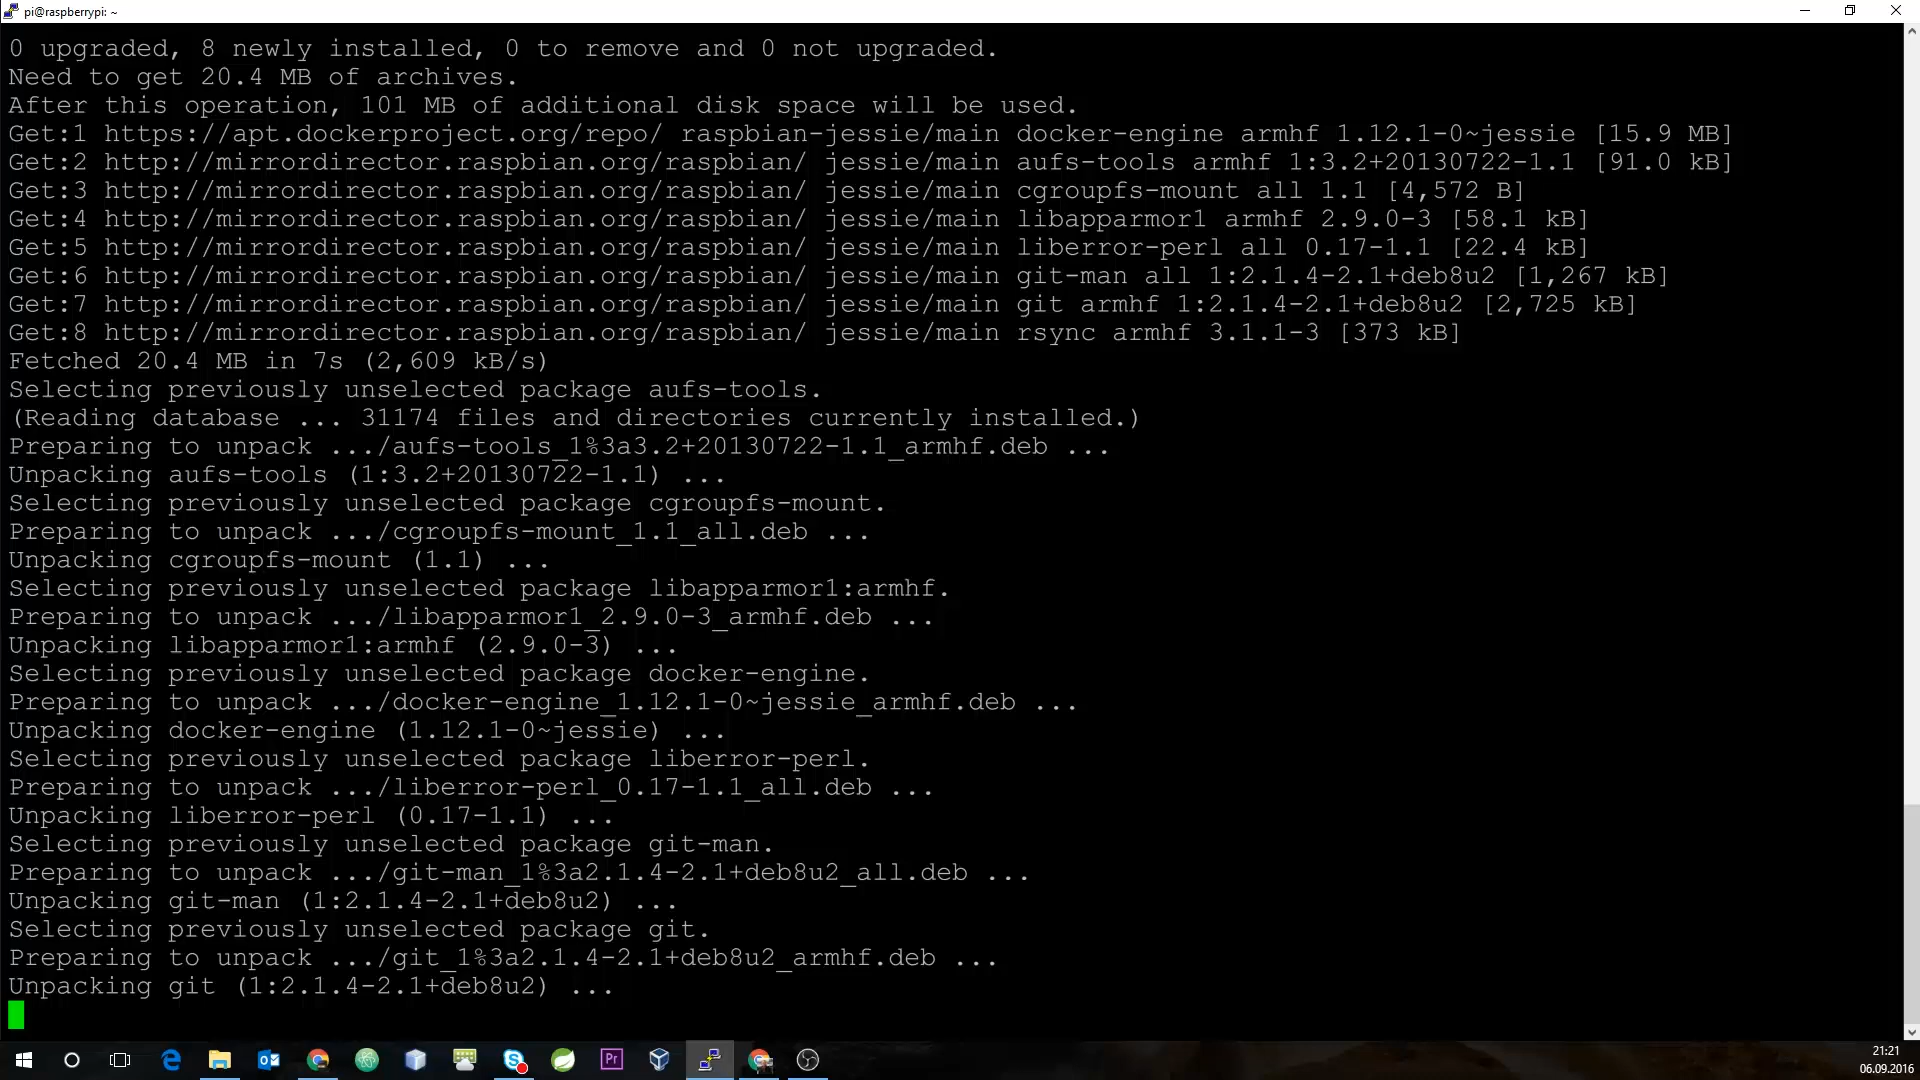 pi@raspberrypi: ~
0 upgraded, 8 newly installed, 0 to remove and 0 not upgraded.
Need to get 20.4 MB of archives.
After this operation, 101 MB of additional disk space will be used.
Get:1 https://apt.dockerproject.org/repo/ raspbian-jessie/main docker-engine armhf 1.12.1-0~jessie [15.9 MB]
Get:2 http://mirrordirector.raspbian.org/raspbian/ jessie/main aufs-tools armhf 1:3.2+20130722-1.1 [91.0 kB]
Get:3 http://mirrordirector.raspbian.org/raspbian/ jessie/main cgroupfs-mount all 1.1 [4,572 B]
Get:4 http://mirrordirector.raspbian.org/raspbian/ jessie/main libapparmor1 armhf 2.9.0-3 [58.1 kB]
Get:5 http://mirrordirector.raspbian.org/raspbian/ jessie/main liberror-perl all 0.17-1.1 [22.4 kB]
Get:6 http://mirrordirector.raspbian.org/raspbian/ jessie/main git-man all 1:2.1.4-2.1+deb8u2 [1,267 kB]
Get:7 http://mirrordirector.raspbian.org/raspbian/ jessie/main git armhf 1:2.1.4-2.1+deb8u2 [2,725 kB]
Get:8 http://mirrordirector.raspbian.org/raspbian/ jessie/main rsync armhf 3.1.1-3 [373 kB]
Fetched 20.4 MB in 7s (2,609 kB/s)
Selecting previously unselected package aufs-tools.
(Reading database ... 31174 files and directories currently installed.)
Preparing to unpack .../aufs-tools_1%3a3.2+20130722-1.1_armhf.deb ...
Unpacking aufs-tools (1:3.2+20130722-1.1) ...
Selecting previously unselected package cgroupfs-mount.
Preparing to unpack .../cgroupfs-mount_1.1_all.deb ...
Unpacking cgroupfs-mount (1.1) ...
Selecting previously unselected package libapparmor1:armhf.
Preparing to unpack .../libapparmor1_2.9.0-3_armhf.deb ...
Unpacking libapparmor1:armhf (2.9.0-3) ...
Selecting previously unselected package docker-engine.
Preparing to unpack .../docker-engine_1.12.1-0~jessie_armhf.deb ...
Unpacking docker-engine (1.12.1-0~jessie) ...
Selecting previously unselected package liberror-perl.
Preparing to unpack .../liberror-perl_0.17-1.1_all.deb ...
Unpacking liberror-perl (0.17-1.1) ...
Selecting previously unselected package git-man.
Preparing to unpack .../git-man_1%3a2.1.4-2.1+deb8u2_all.deb ...
Unpacking git-man (1:2.1.4-2.1+deb8u2) ...
Selecting previously unselected package git.
Preparing to unpack .../git_1%3a2.1.4-2.1+deb8u2_armhf.deb ...
Unpacking git (1:2.1.4-2.1+deb8u2) ...
Pr
21:21
06.09.2016